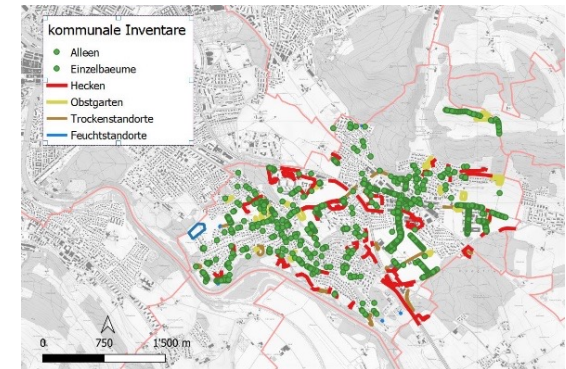 kommunale Inventare
Alleen
Einzelbaeume
Hecken
Obstgarten
Trockenstandorte
Feuchtstandorte
0 750 1'500 m